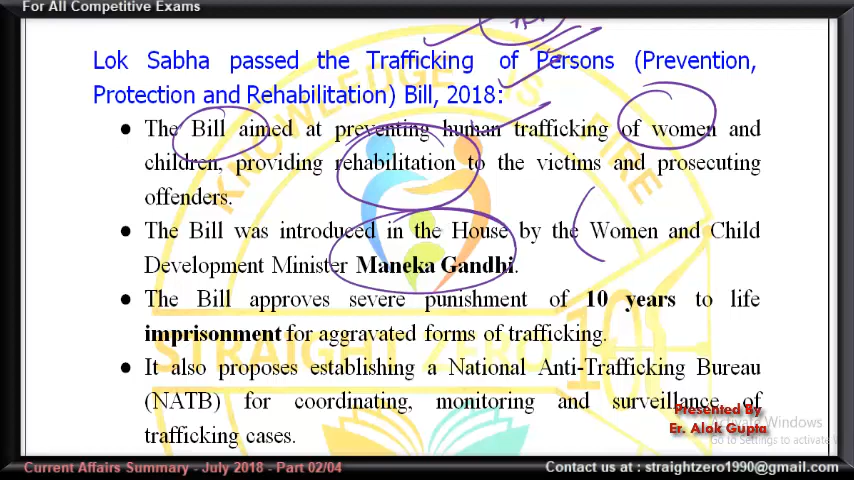 For All Competitive Exams
Lok Sabha passed the Trafficking of Persons (Prevention,
Protection and Rehabilitation) Bill, 2018:
● The Bill aimed at preventing human trafficking of women and
children, providing rehabilitation to the victims and prosecuting
offenders.
● The Bill was introduced in the House by the Women and Child
Development Minister Maneka Gandhi.
● The Bill approves severe punishment of 10 years to life
imprisonment for aggravated forms of trafficking.
● It also proposes establishing a National Anti-Trafficking Bureau
(NATB) for coordinating, monitoring and surveillance of
trafficking cases.
KNOWLEDGE IS
FIRE
STRAIGHT ZERO
Presented By
Er. Alok Gupta
Activate Windows
Go to Settings to activate
Current Affairs Summary - July 2018 - Part 02/04
Contact us at : straightzero1990@gmail.com